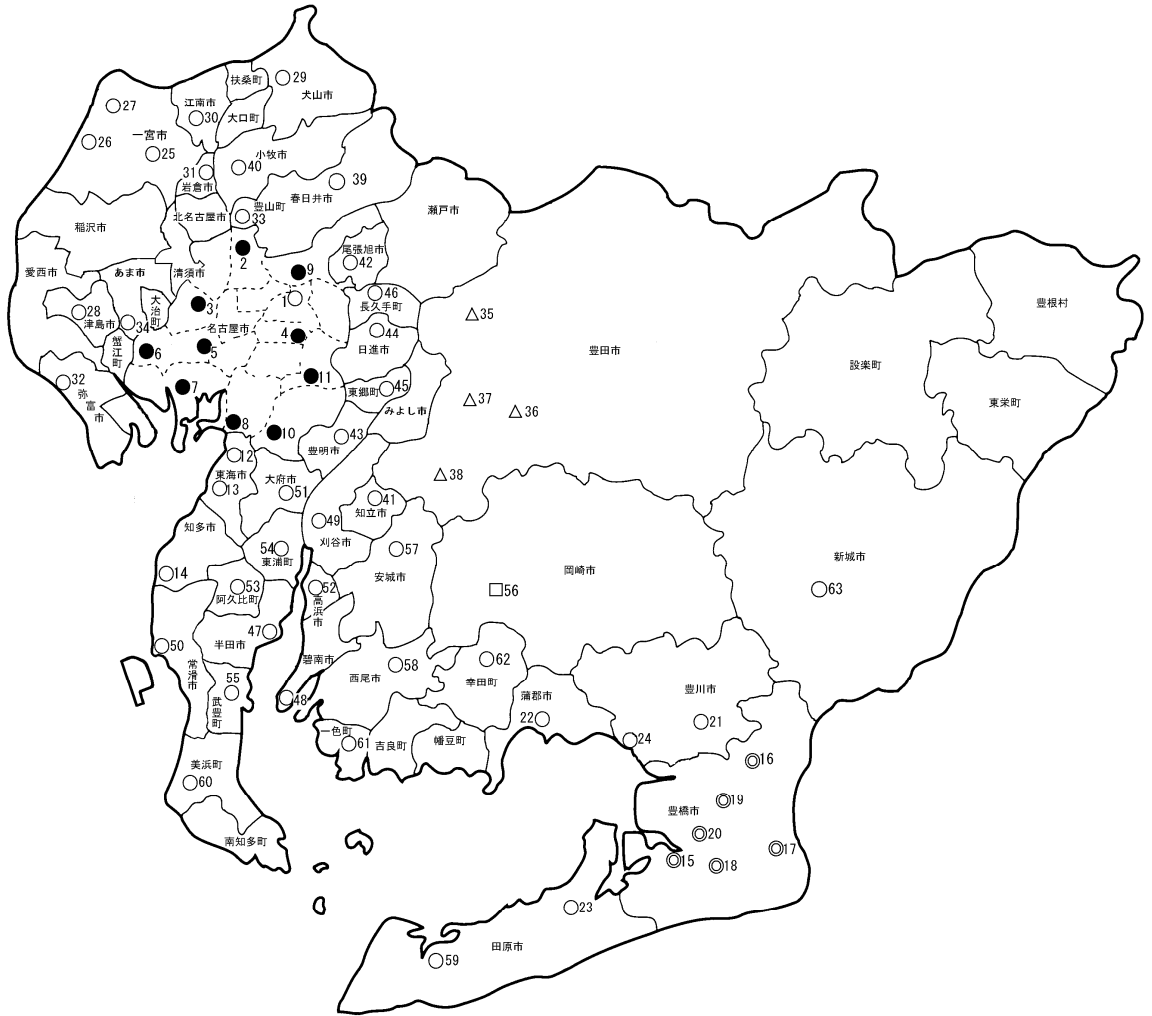 扶桑町
29
犬山市
27
江南市
30
大口町
26
一宮市
25
小牧市
40
31
岩倉市
39
春日井市
豊山町
33
瀬戸市
稲沢市
北名古屋市
2
尾張旭市
42
9
愛西市
あま市
清須市
1
46
長久手町
豊根村
28
津島市
大治町
3
34
名古屋市
4
44
日進市
35
豊田市
設楽町
蟹江町
6
5
32
弥富市
7
11
東郷町
45
みよし市
37
36
東栄町
8
10
43
豊明市
12
東海市
13
大府市
51
38
41
知立市
知多市
49
刈谷市
54
東浦町
57
安城市
岡崎市
新城市
14
53
阿久比町
52
高浜市
56
63
47
半田市
50
常滑市
碧南市
58
西尾市
62
幸田町
55
武豊町
48
蒲郡市
22
豊川市
21
一色町
61
吉良町
幡豆町
24
16
美浜町
60
豊橋市
19
20
南知多町
15
18
17
23
田原市
59